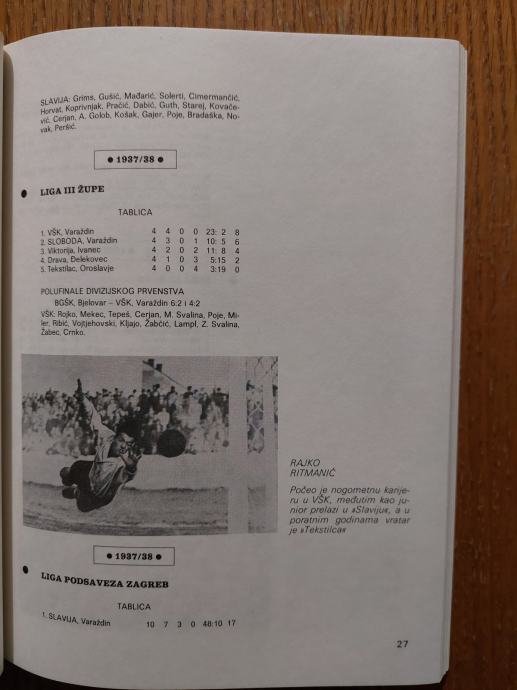 SLAVIJA: Grims, Gušić, Mađarić, Solerti, Cimermančić,
Horvat, Koprivnjak, Pračić, Dabić, Guth, Starej, Kovače-
vić, Cerjan, A. Golob, Košak, Gajer, Poje, Bradaška, No-
vak, Peršić.
● 1937/38 ●
● LIGA III ŽUPE
TABLICA
1. VŠK, Varaždin 4 4 0 0 23: 2 8
2. SLOBODA, Varaždin 4 3 0 1 10: 5 6
3. Viktorija, Ivanec 4 2 0 2 11: 8 4
4. Drava, Đelekovec 4 1 0 3 5:15 2
5. Tekstilac, Oroslavje 4 0 0 4 3:19 0
POLUFINALE DIVIZIJSKOG PRVENSTVA
BGŠK, Bjelovar – VŠK, Varaždin 6:2 i 4:2
VŠK: Rojko, Mekec, Tepeš, Cerjan, M. Svalina, Poje, Mi-
ler, Ribić, Vojtjehovski, Kljajo, Žabčić, Lampl, Z. Svalina,
Žabec, Crnko.
RAJKO
RITMANIĆ
Počeo je nogometnu karije-
ru u VŠK, međutim kao ju-
nior prelazi u »Slaviju«, a u
poratnim godinama vratar
je »Tekstilca«
● 1937/38 ●
● LIGA PODSAVEZA ZAGREB
TABLICA
1. SLAVIJA, Varaždin 10 7 3 0 48:10 17
27